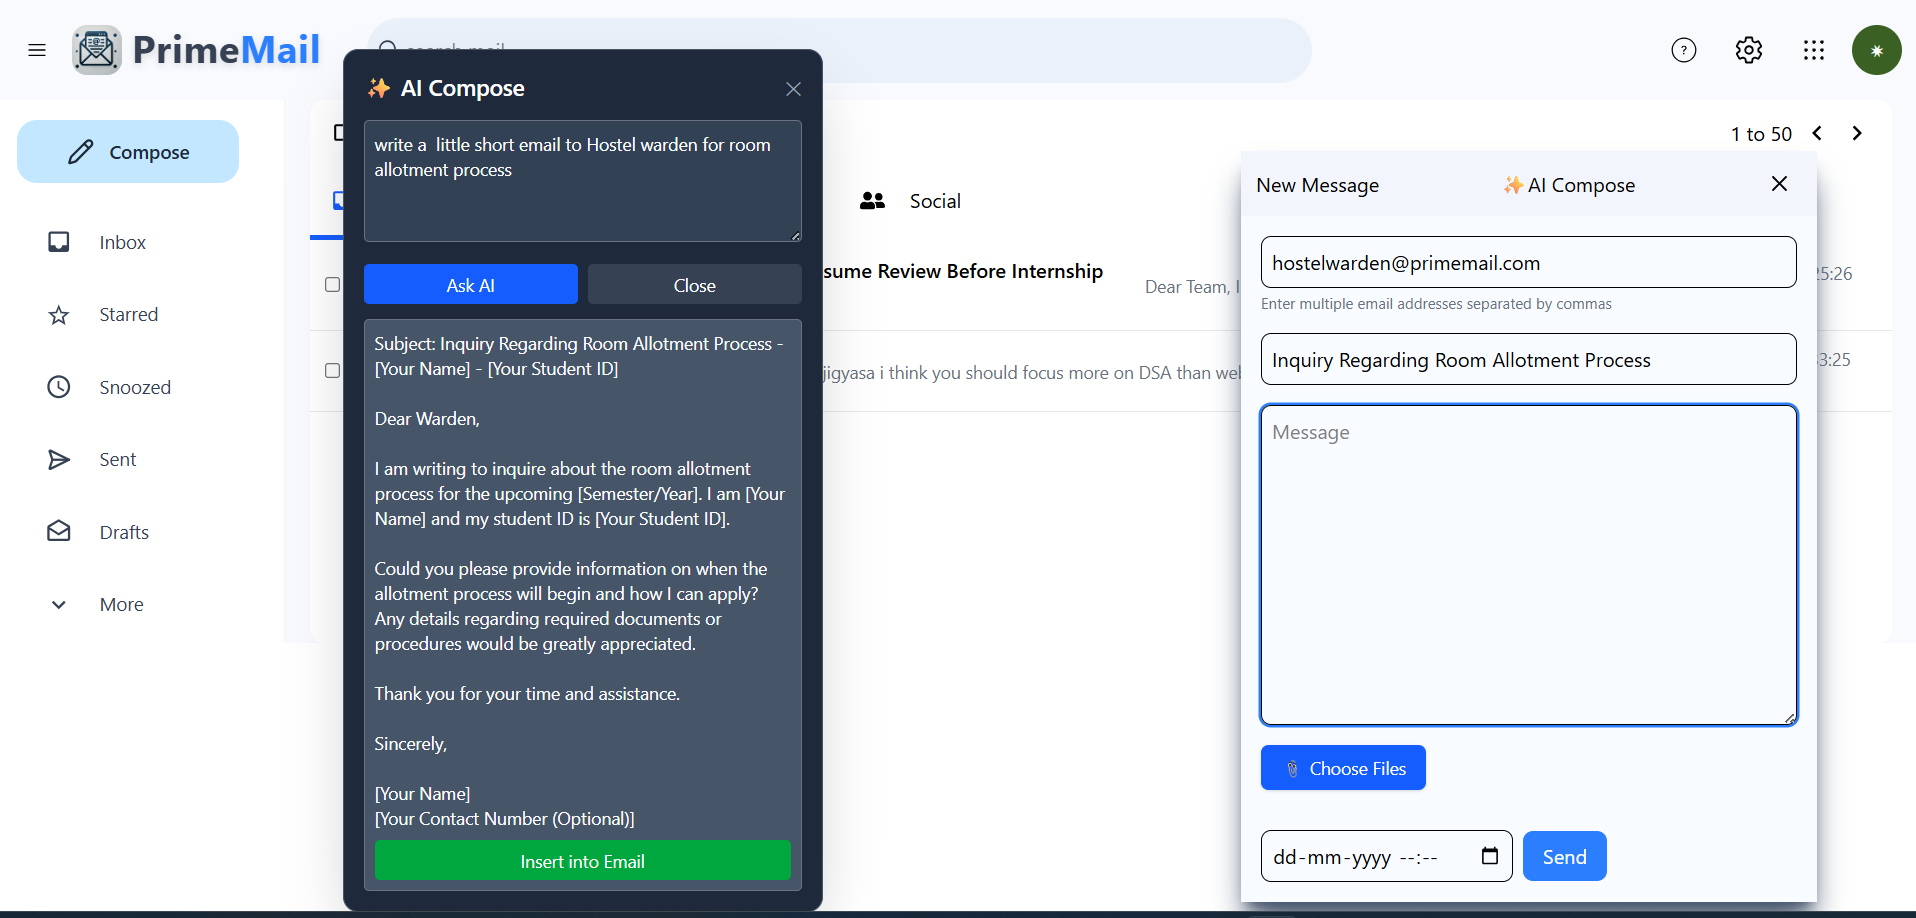 PrimeMail
search mail
?
Compose
Inbox
Starred
Snoozed
Sent
Drafts
More
✨ AI Compose
write a  little short email to Hostel warden for room
allotment process
Ask AI
Close
Subject: Inquiry Regarding Room Allotment Process -
[Your Name] - [Your Student ID]
Dear Warden,
I am writing to inquire about the room allotment
process for the upcoming [Semester/Year]. I am [Your
Name] and my student ID is [Your Student ID].
Could you please provide information on when the
allotment process will begin and how I can apply?
Any details regarding required documents or
procedures would be greatly appreciated.
Thank you for your time and assistance.
Sincerely,
[Your Name]
[Your Contact Number (Optional)]
Insert into Email
1 to 50
Social
sume Review Before Internship
Dear Team, I
5:26
jigyasa i think you should focus more on DSA than web
3:25
New Message
✨ AI Compose
hostelwarden@primemail.com
Enter multiple email addresses separated by commas
Inquiry Regarding Room Allotment Process
Message
Choose Files
dd-mm-yyyy --:--
Send